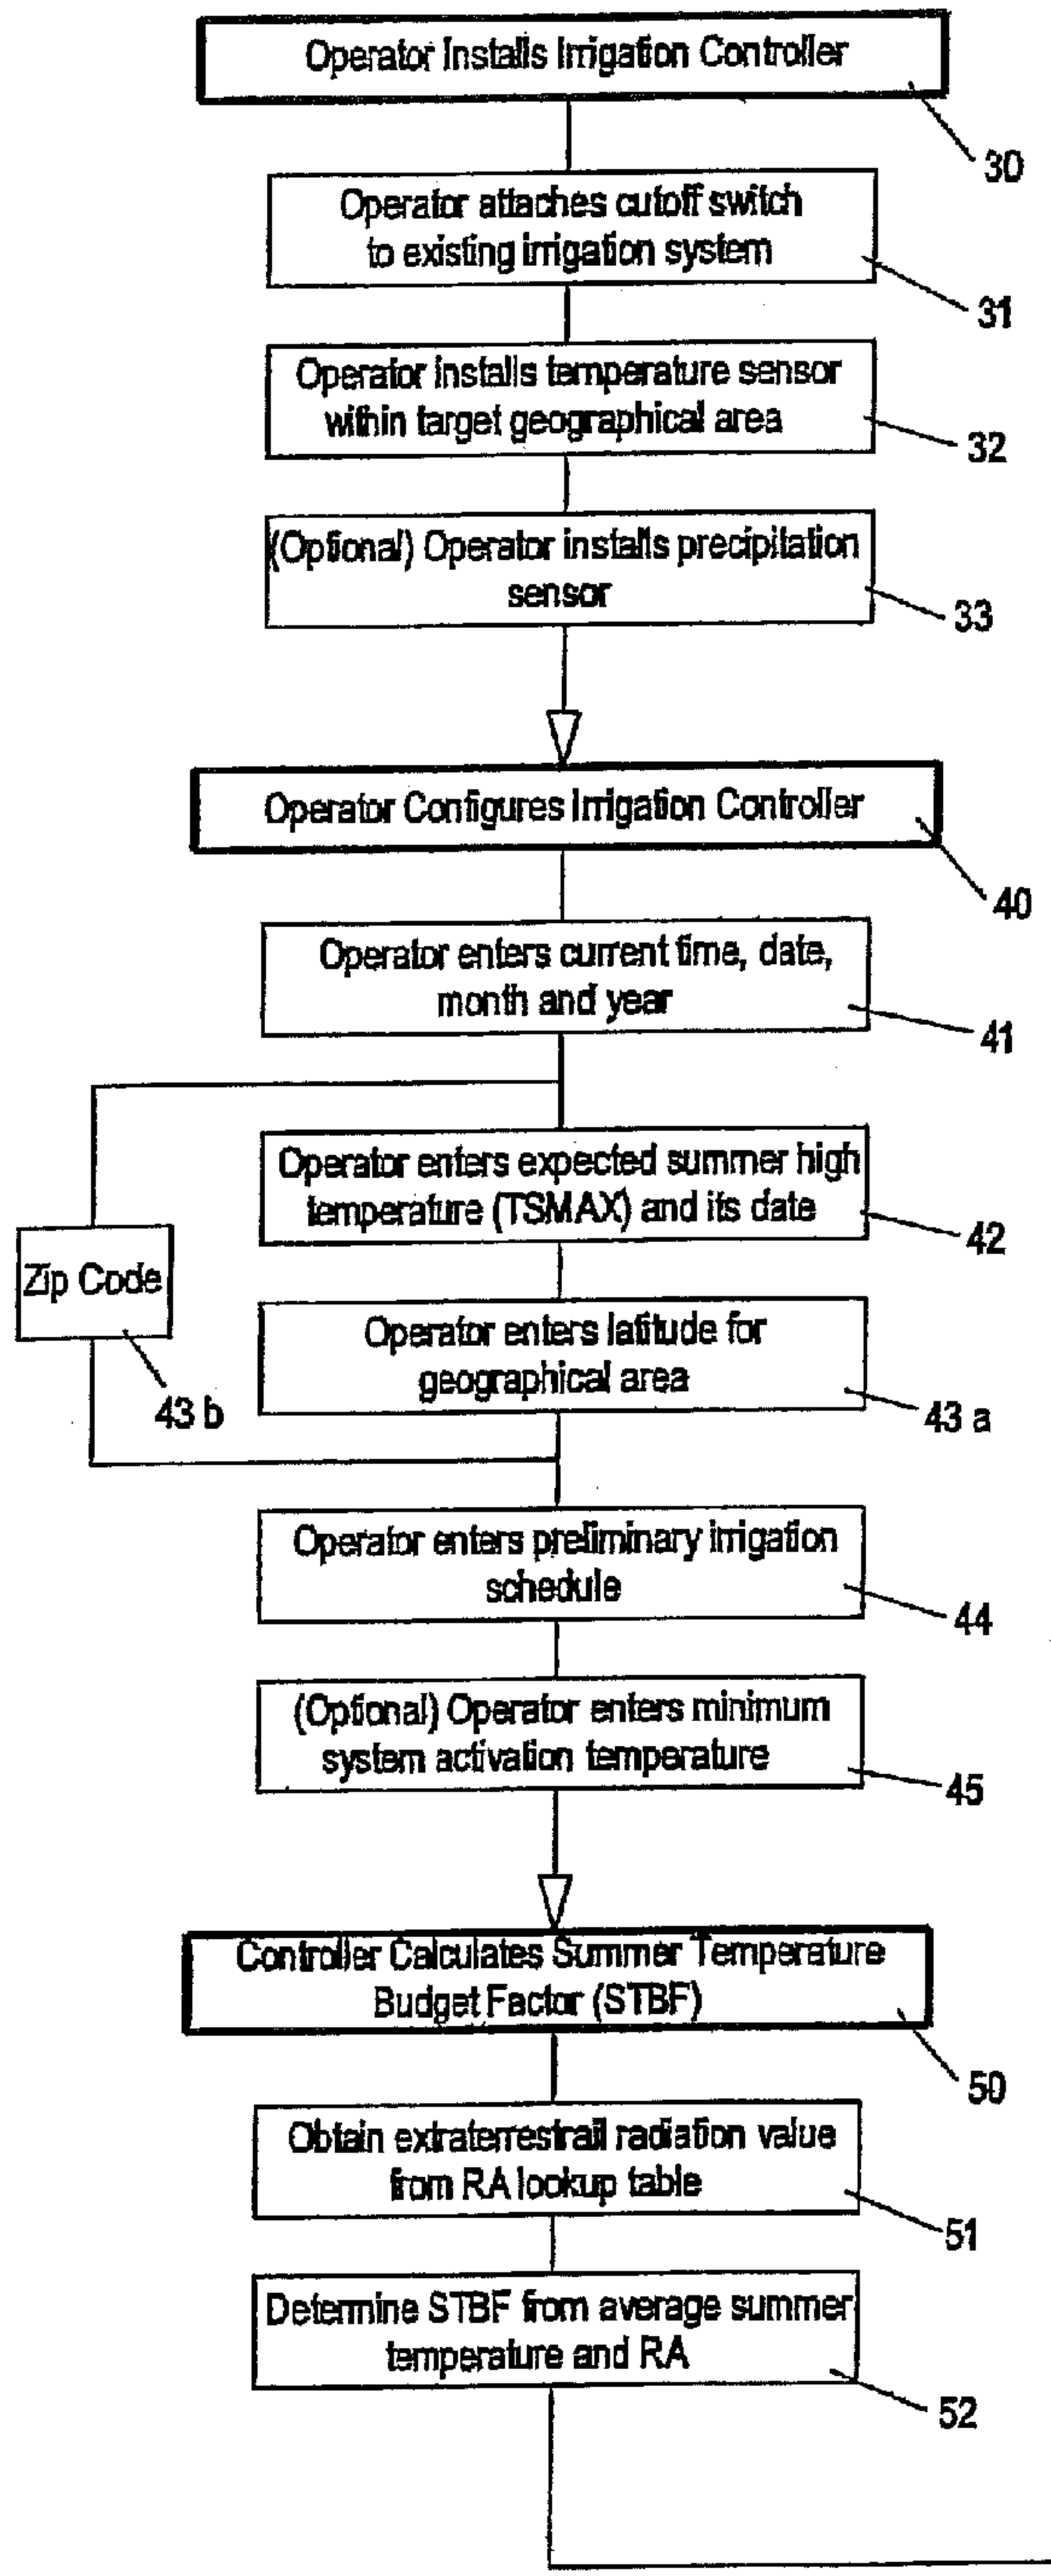 Operator Installs Irrigation Controller
30
Operator attaches cutoff switch
to existing irrigation system
31
Operator installs temperature sensor
within target geographical area
32
(Optional) Operator installs precipitation
sensor
33
Operator Configures Irrigation Controller
40
Operator enters current time, date,
month and year
41
Operator enters expected summer high
temperature (TSMAX) and its date
42
Zip Code
43 b
Operator enters latitude for
geographical area
43 a
Operator enters preliminary irrigation
schedule
44
(Optional) Operator enters minimum
system activation temperature
45
Controller Calculates Summer Temperature
Budget Factor (STBF)
50
Obtain extraterrestrail radiation value
from RA lookup table
51
Determine STBF from average summer
temperature and RA
52